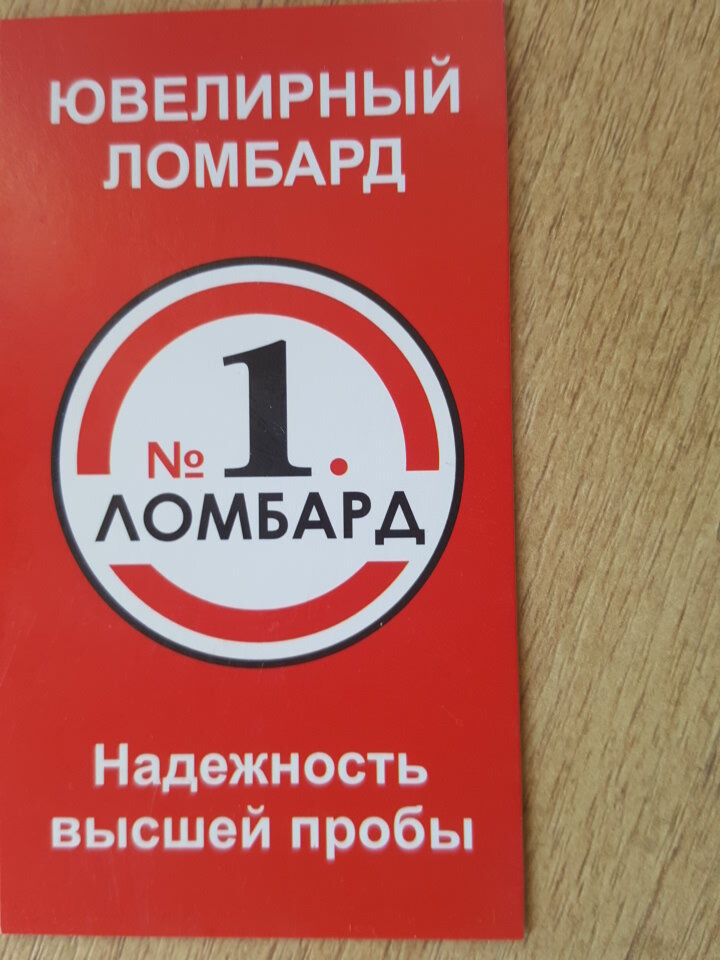 ЮВЕЛИРНЫЙ
ЛОМБАРД
№ 1.
ЛОМБАРД
Надежность
высшей пробы